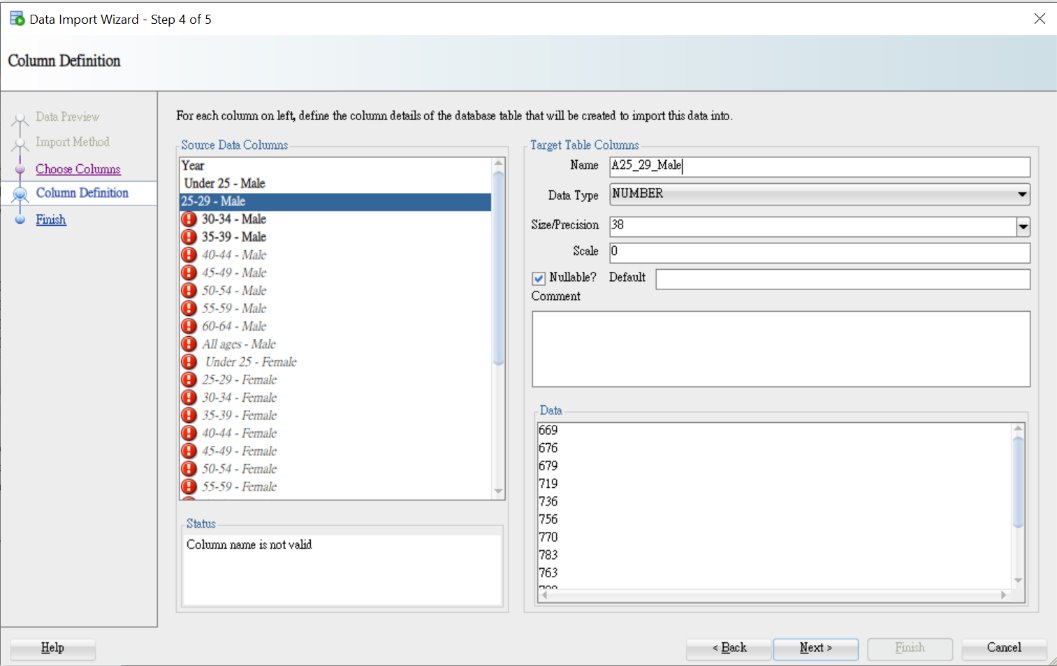 Data Import Wizard - Step 4 of 5
Column Definition
Data Preview
Import Method
Choose Columns
Column Definition
Finish
For each column on left, define the column details of the database table that will be created to import this data into.
Source Data Columns
Year
Under 25 - Male
25-29 - Male
30-34 - Male
35-39 - Male
40-44 - Male
45-49 - Male
50-54 - Male
55-59 - Male
60-64 - Male
All ages - Male
Under 25 - Female
25-29 - Female
30-34 - Female
35-39 - Female
40-44 - Female
45-49 - Female
50-54 - Female
55-59 - Female
Status
Column name is not valid
Target Table Columns
Name A25_29_Male
Data Type NUMBER
Size/Precision 38
Scale 0
Nullable? Default
Comment
Data
669
676
679
719
736
756
770
783
763
Help
< Back Next > Finish Cancel